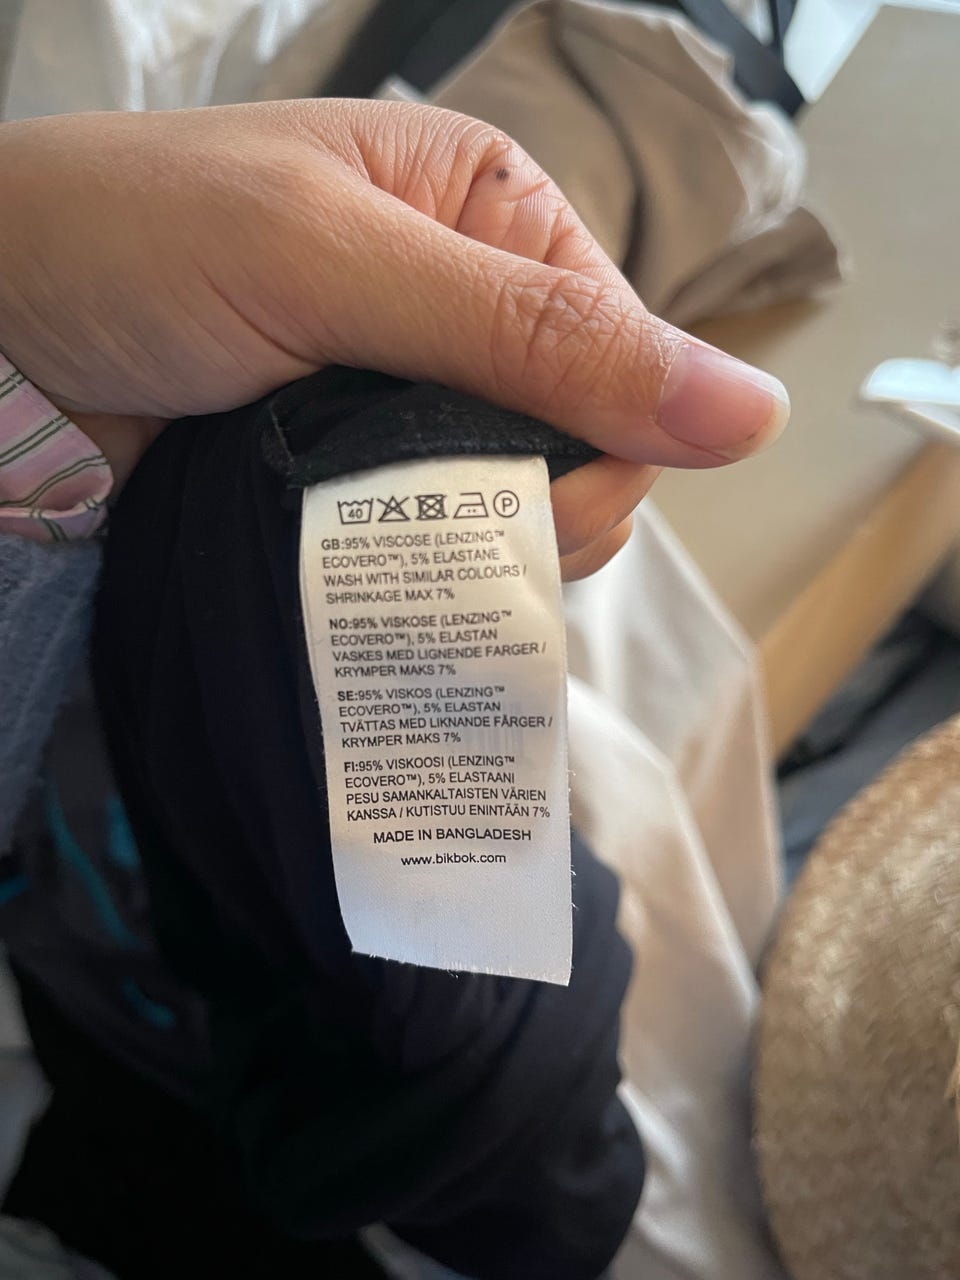 40 P
GB:95% VISCOSE (LENZING™
ECOVERO™), 5% ELASTANE
WASH WITH SIMILAR COLOURS /
SHRINKAGE MAX 7%
NO:95% VISKOSE (LENZING™
ECOVERO™), 5% ELASTAN
VASKES MED LIGNENDE FARGER /
KRYMPER MAKS 7%
SE:95% VISKOS (LENZING™
ECOVERO™), 5% ELASTAN
TVÄTTAS MED LIKNANDE FÄRGER /
KRYMPER MAKS 7%
FI:95% VISKOOSI (LENZING™
ECOVERO™), 5% ELASTAANI
PESU SAMANKALTAISTEN VÄRIEN
KANSSA / KUTISTUU ENINTÄÄN 7%
MADE IN BANGLADESH
www.bikbok.com